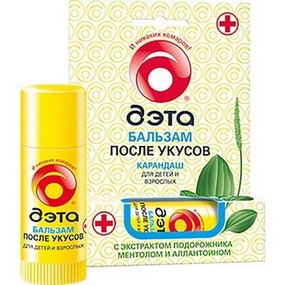 И никаких комаров!
дэта
БАЛЬЗАМ
ПОСЛЕ УКУСОВ
КАРАНДАШ
ДЛЯ ДЕТЕЙ И
ВЗРОСЛЫХ
С ЭКСТРАКТОМ ПОДОРОЖНИКА
МЕНТОЛОМ И АЛЛАНТОИНОМ
И никаких комаров!
дэта
БАЛЬЗАМ
ПОСЛЕ УКУСОВ
ДЛЯ ДЕТЕЙ И ВЗРОСЛЫХ
БАЛЬЗАМ